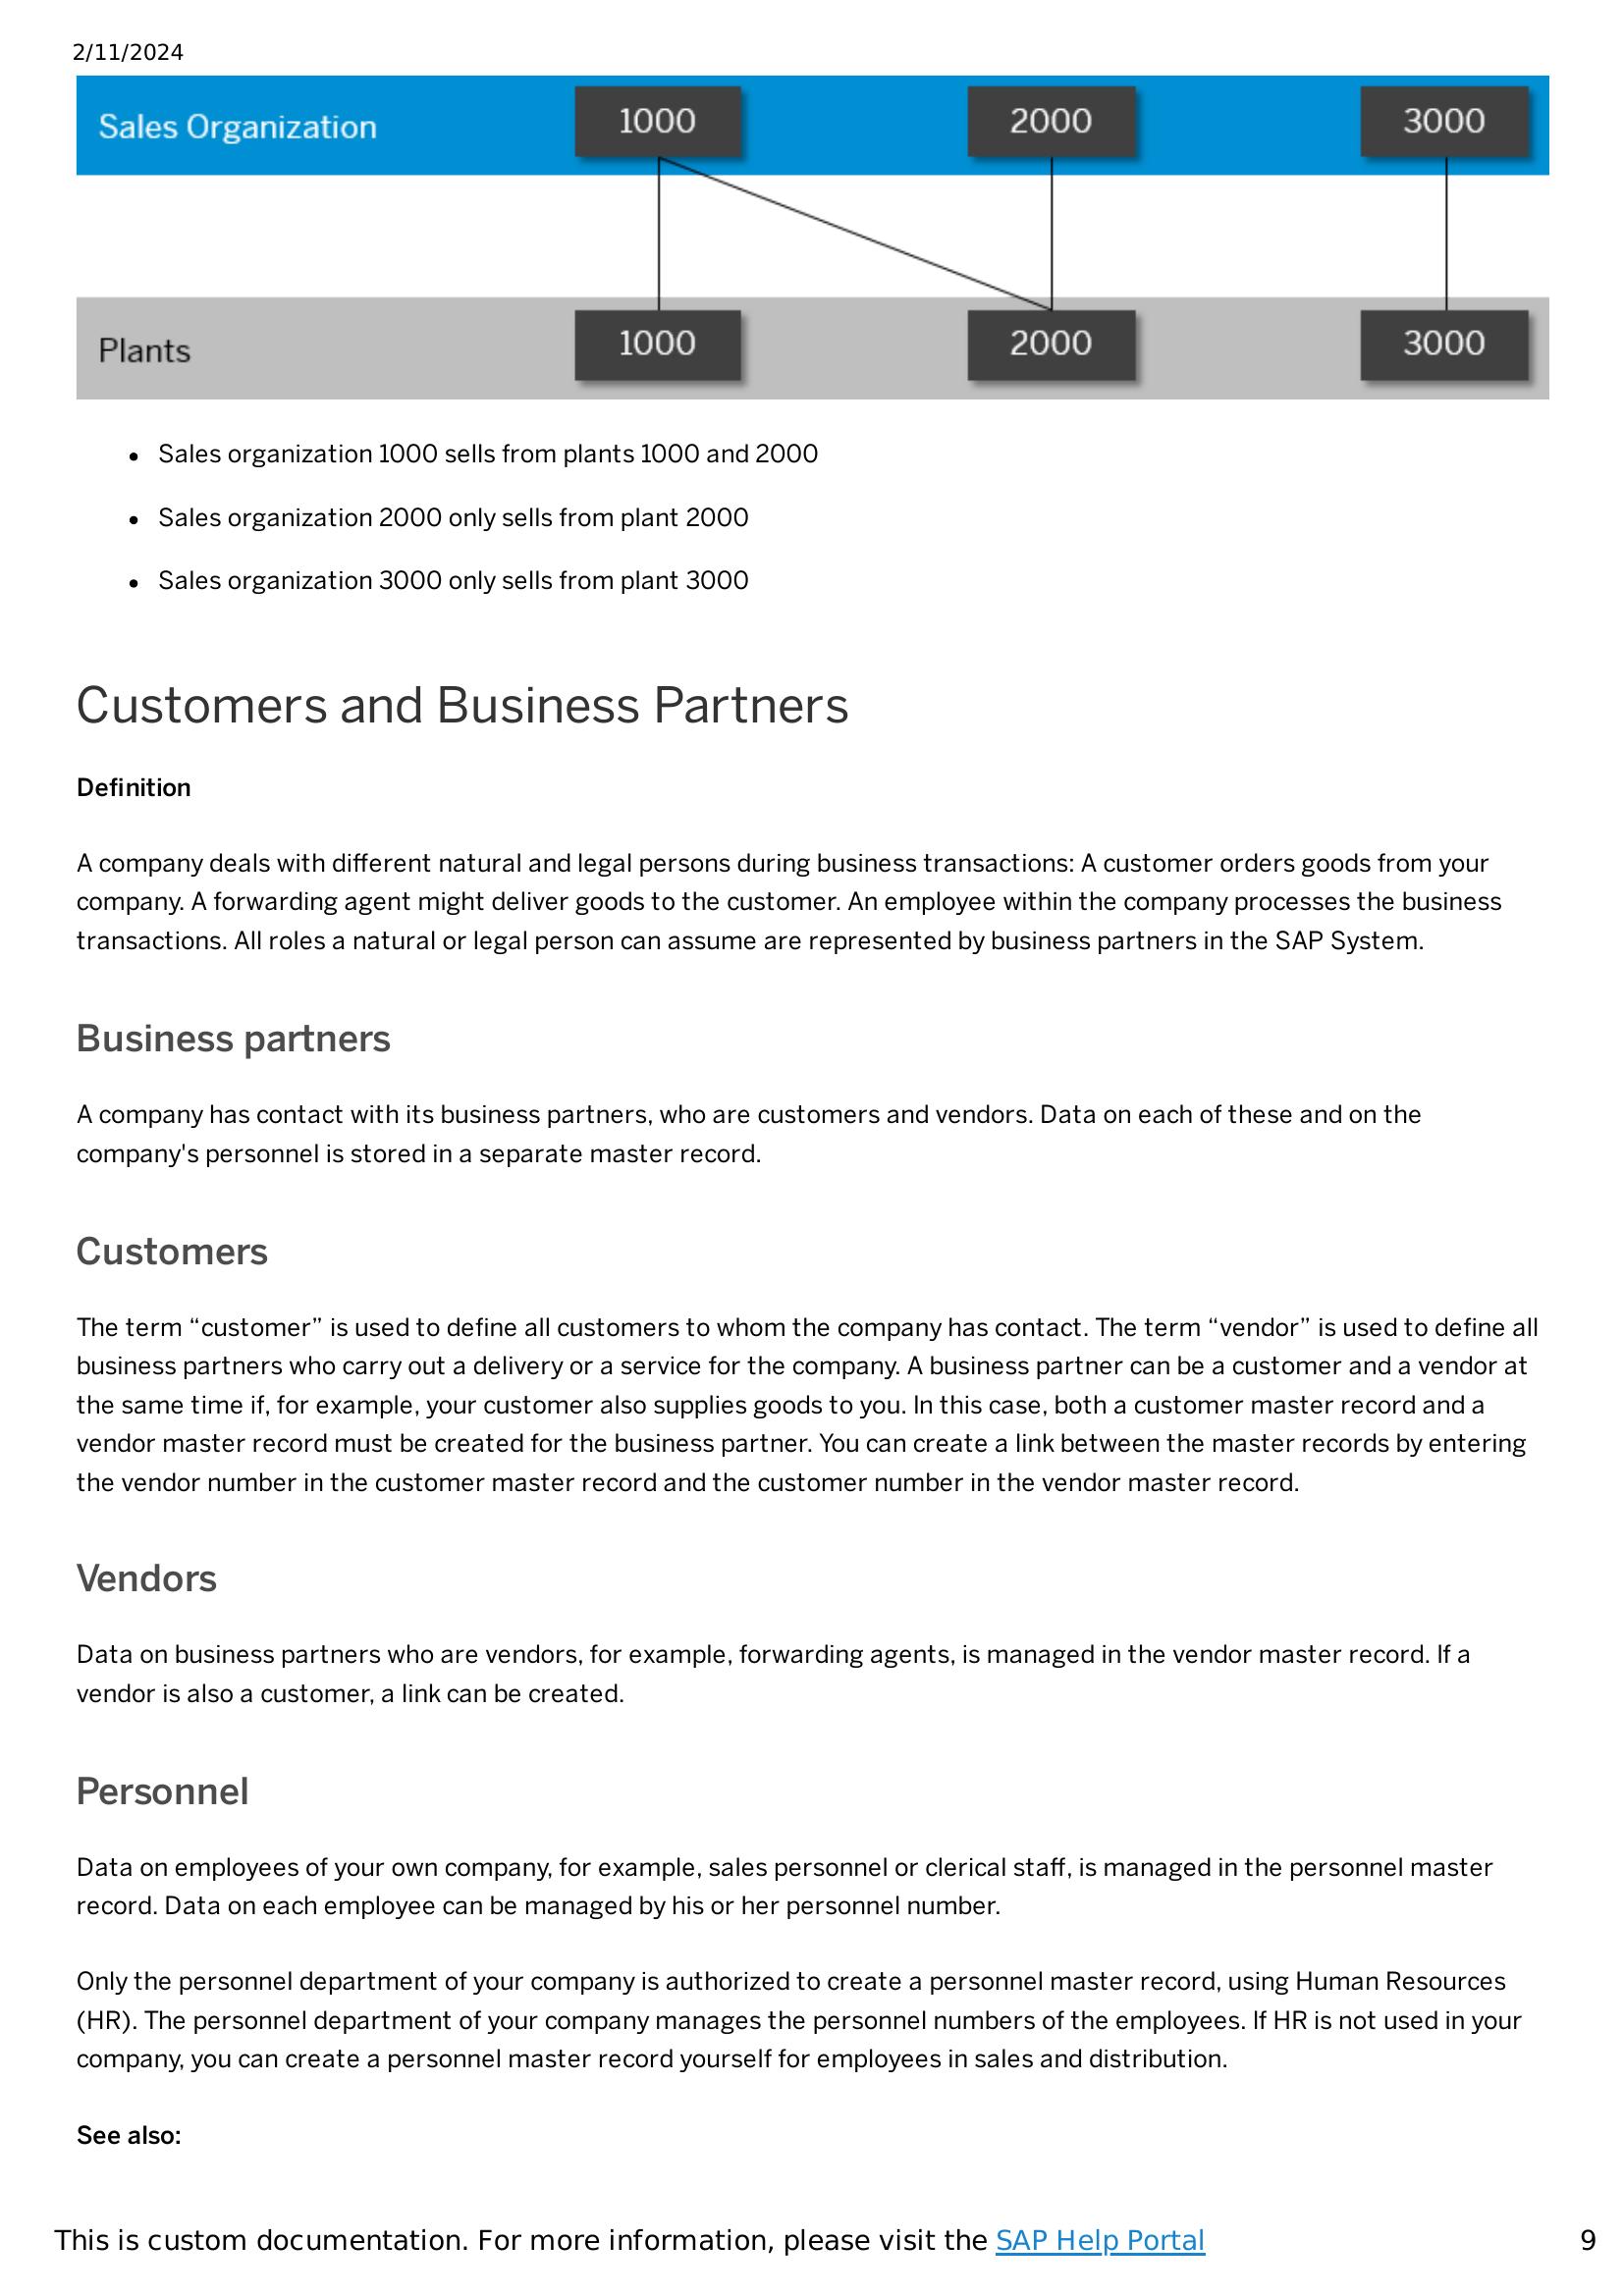 2/11/2024
Sales Organization 1000 2000 3000
Plants 1000 2000 3000
• Sales organization 1000 sells from plants 1000 and 2000
• Sales organization 2000 only sells from plant 2000
• Sales organization 3000 only sells from plant 3000
Customers and Business Partners
Definition
A company deals with different natural and legal persons during business transactions: A customer orders goods from your
company. A forwarding agent might deliver goods to the customer. An employee within the company processes the business
transactions. All roles a natural or legal person can assume are represented by business partners in the SAP System.
Business partners
A company has contact with its business partners, who are customers and vendors. Data on each of these and on the
company's personnel is stored in a separate master record.
Customers
The term “customer” is used to define all customers to whom the company has contact. The term “vendor” is used to define all
business partners who carry out a delivery or a service for the company. A business partner can be a customer and a vendor at
the same time if, for example, your customer also supplies goods to you. In this case, both a customer master record and a
vendor master record must be created for the business partner. You can create a link between the master records by entering
the vendor number in the customer master record and the customer number in the vendor master record.
Vendors
Data on business partners who are vendors, for example, forwarding agents, is managed in the vendor master record. If a
vendor is also a customer, a link can be created.
Personnel
Data on employees of your own company, for example, sales personnel or clerical staff, is managed in the personnel master
record. Data on each employee can be managed by his or her personnel number.
Only the personnel department of your company is authorized to create a personnel master record, using Human Resources
(HR). The personnel department of your company manages the personnel numbers of the employees. If HR is not used in your
company, you can create a personnel master record yourself for employees in sales and distribution.
See also:
This is custom documentation. For more information, please visit the SAP Help Portal 9